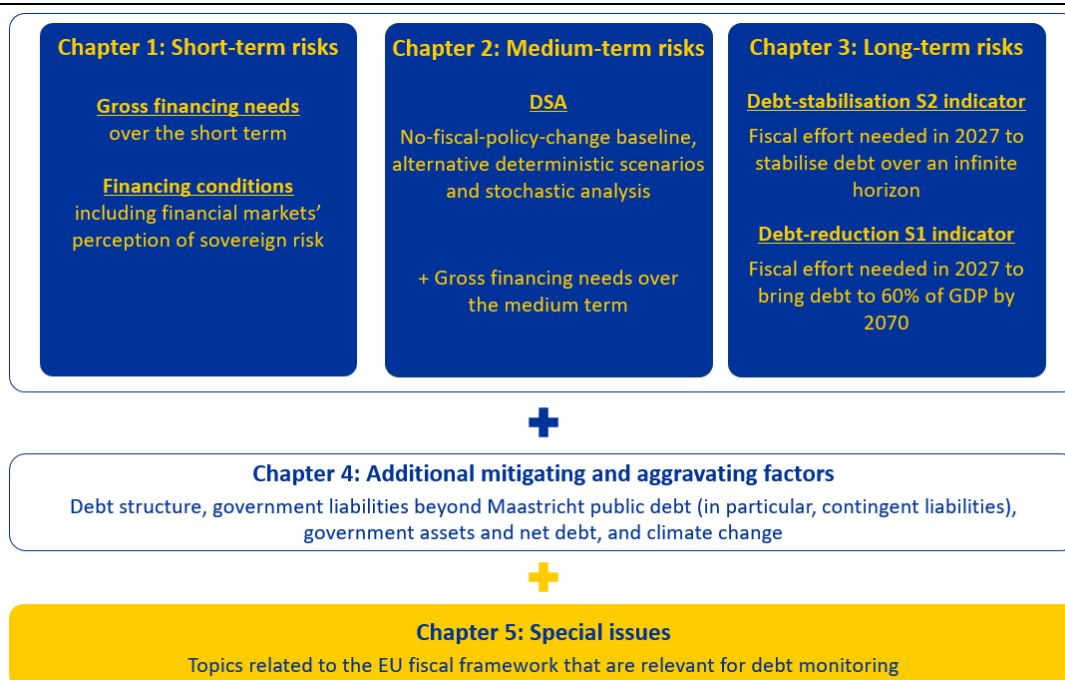 Chapter 1: Short-term risks
Gross financing needs
over the short term
Financing conditions
including financial markets’
perception of sovereign risk
Chapter 2: Medium-term risks
DSA
No-fiscal-policy-change baseline,
alternative deterministic scenarios
and stochastic analysis
+ Gross financing needs over
the medium term
Chapter 3: Long-term risks
Debt-stabilisation S2 indicator
Fiscal effort needed in 2027 to
stabilise debt over an infinite
horizon
Debt-reduction S1 indicator
Fiscal effort needed in 2027 to
bring debt to 60% of GDP by
2070
Chapter 4: Additional mitigating and aggravating factors
Debt structure, government liabilities beyond Maastricht public debt (in particular, contingent liabilities),
government assets and net debt, and climate change
Chapter 5: Special issues
Topics related to the EU fiscal framework that are relevant for debt monitoring